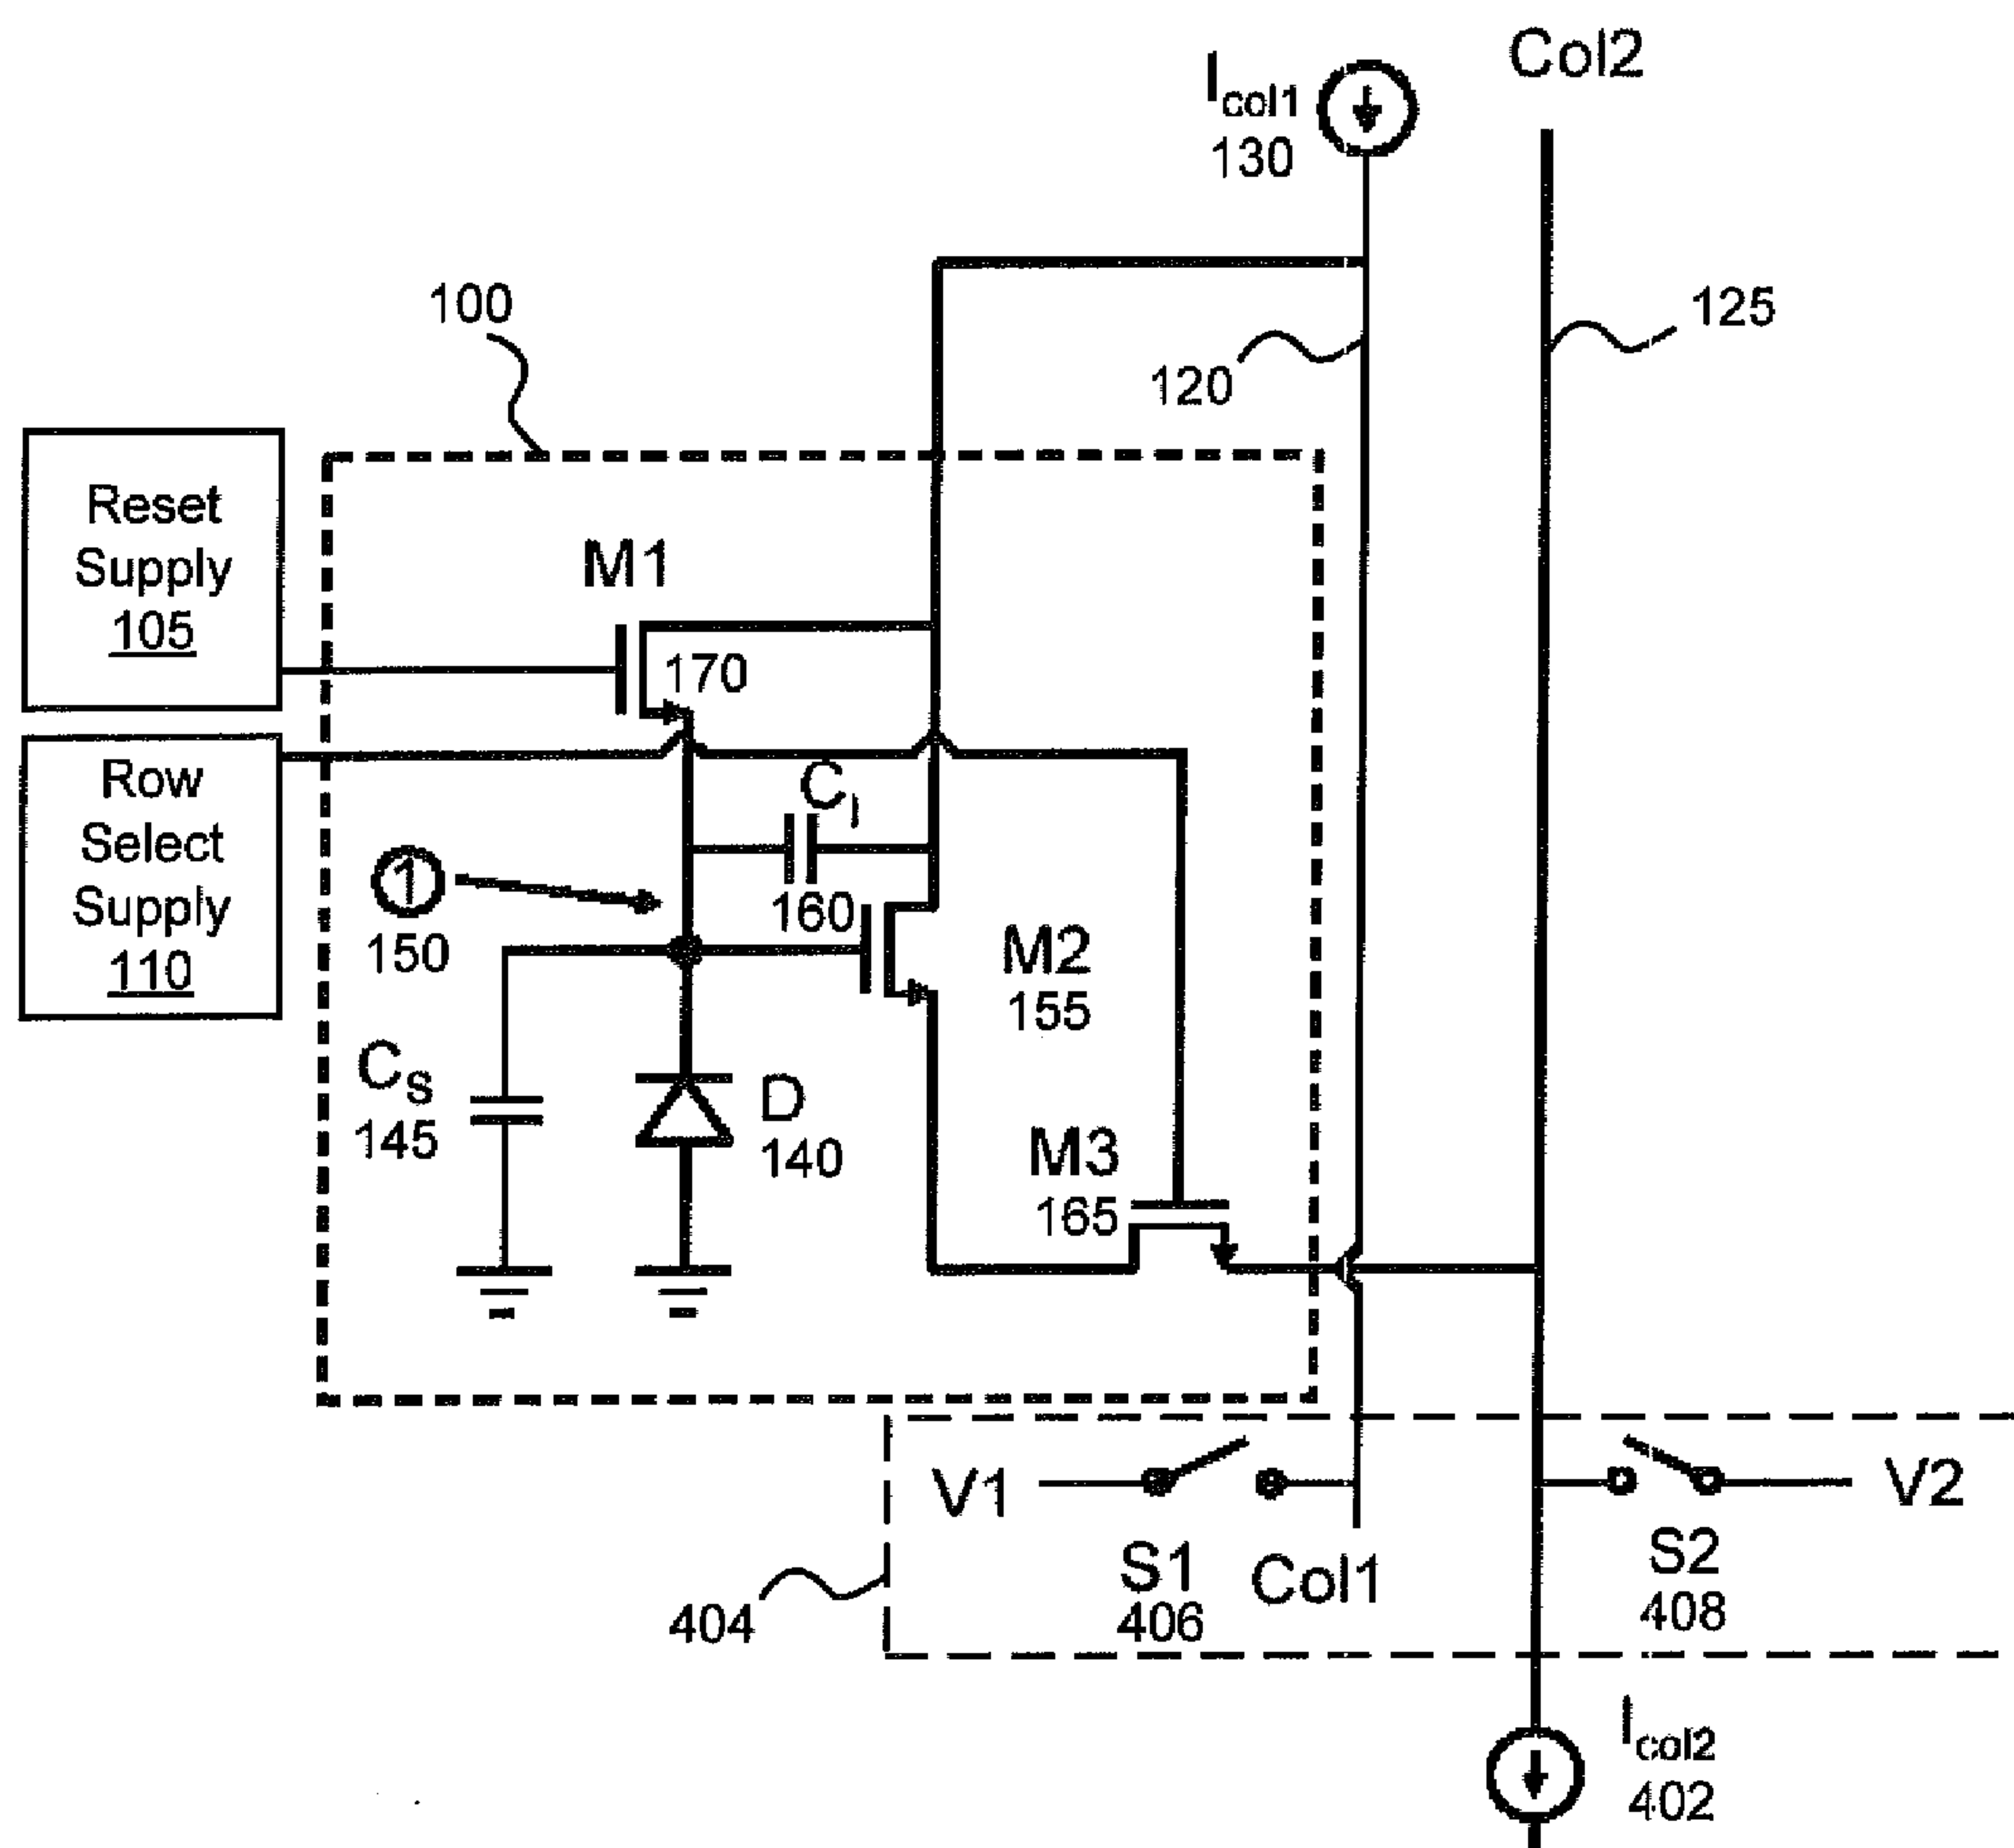 Col2
Icol1
130
100
125
120
Reset
Supply
105
M1
170
Row
Select
Supply
110
Ci
160
1
150
M2
155
CS
145
D
140
M3
165
V1
V2
S1
406
Col1
S2
408
404
Icol2
402